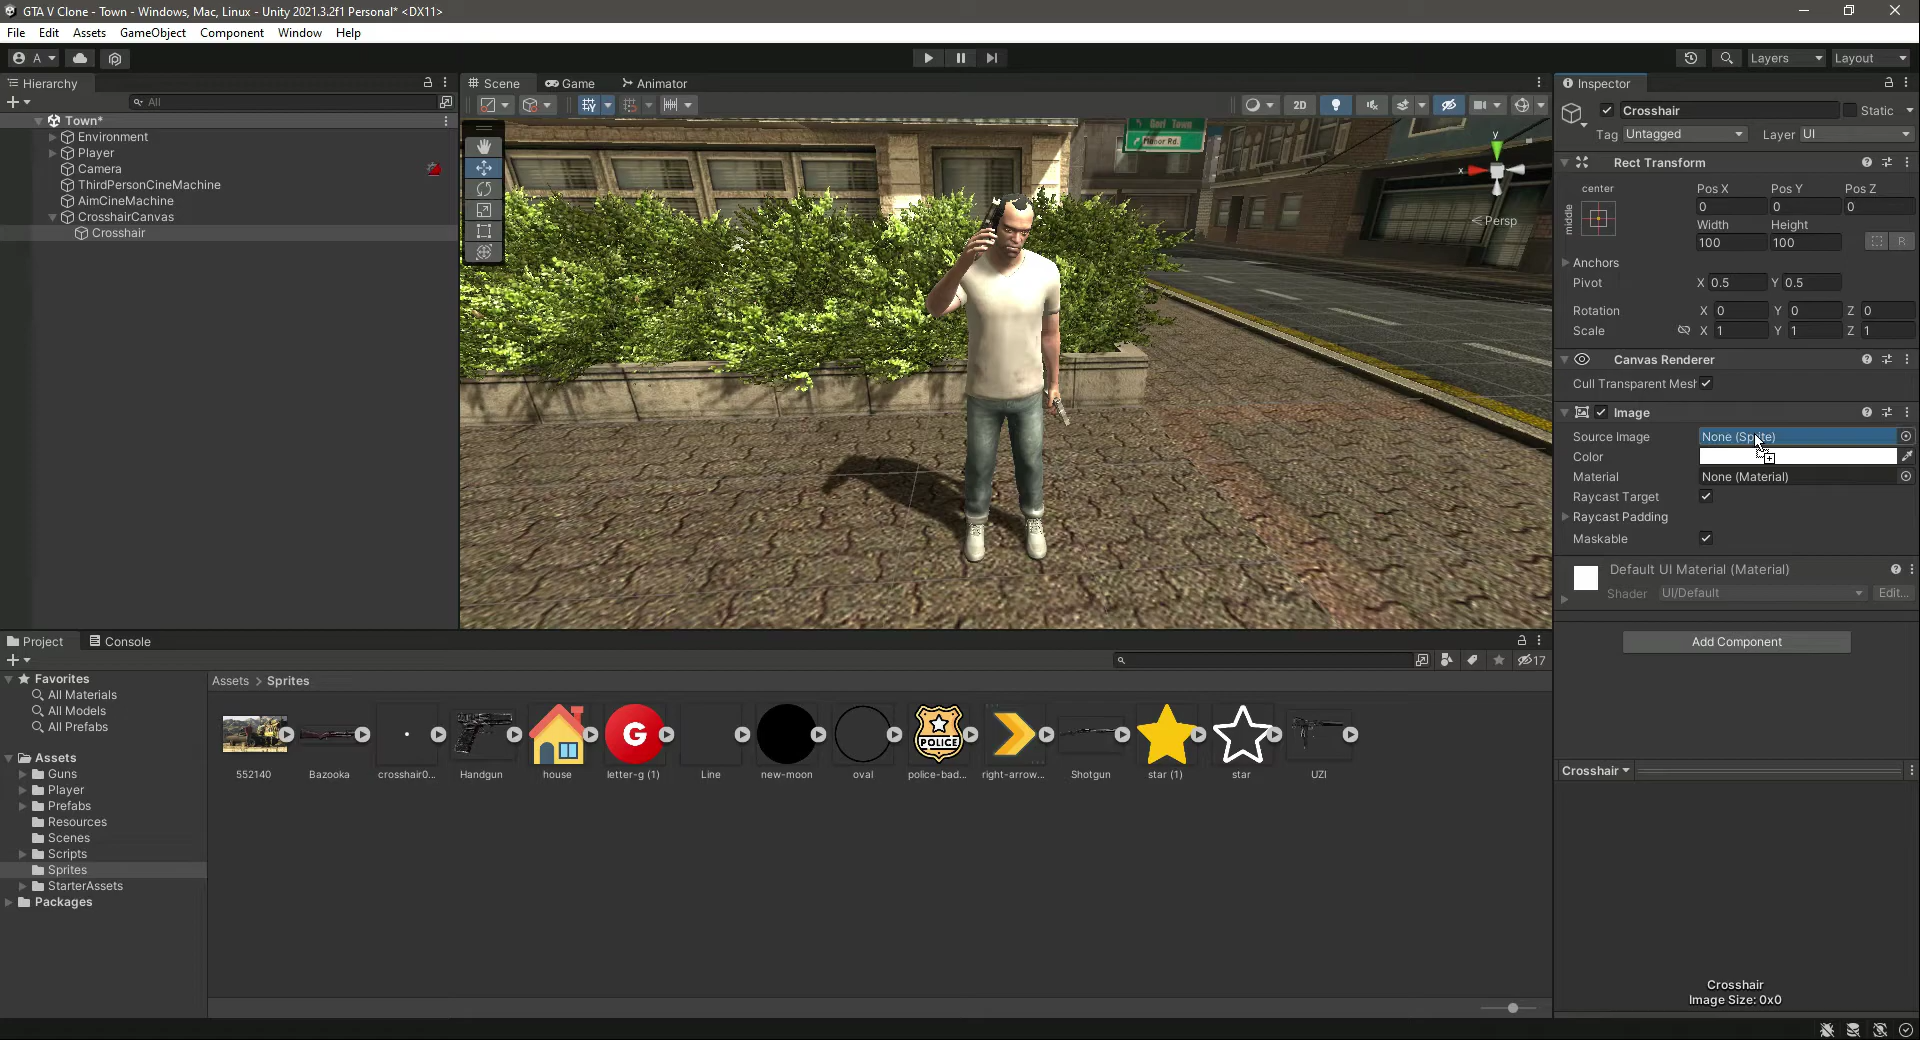 GTA V Clone - Town - Windows, Mac, Linux - Unity 2021.3.2f1 Personal* <DX11>
File Edit Assets GameObject Component Window Help
A
Layers
Layout
Hierarchy
All
Town*
Environment
Player
Camera
ThirdPersonCineMachine
AimCineMachine
CrosshairCanvas
Crosshair
Scene
Game
Animator
2D
Manor Rd.
y
x
Persp
Inspector
Crosshair
Static
Tag Untagged
Layer UI
Rect Transform
center
middle
Pos X Pos Y Pos Z
0 0 0
Width Height
100 100
R
Anchors
Pivot X 0.5 Y 0.5
Rotation X 0 Y 0 Z 0
Scale X 1 Y 1 Z 1
Canvas Renderer
Cull Transparent Mesh
Image
Source Image None (Sprite)
Color
Material None (Material)
Raycast Target
Raycast Padding
Maskable
Default UI Material (Material)
Shader UI/Default Edit...
Add Component
Crosshair
Crosshair
Image Size: 0x0
Project
Console
17
Favorites
All Materials
All Models
All Prefabs
Assets
Guns
Player
Prefabs
Resources
Scenes
Scripts
Sprites
StarterAssets
Packages
Assets > Sprites
G
POLICE
552140
Bazooka
crosshair0...
Handgun
house
letter-g (1)
Line
new-moon
oval
police-bad...
right-arrow...
Shotgun
star (1)
star
UZI